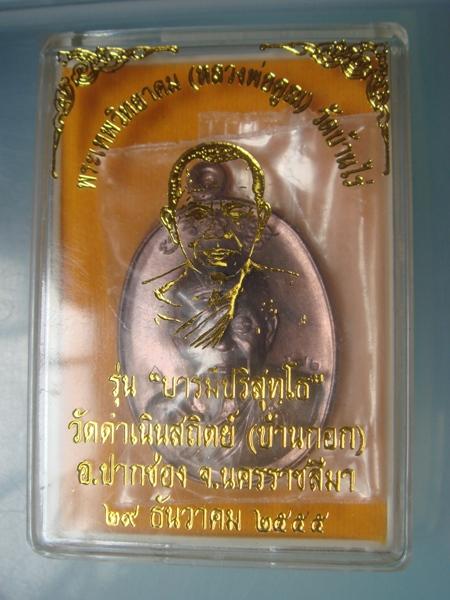 พระเทพวิทยาคม (หลวงพ่อคูณ) วัดบ้านไร่
รุ่น "บารมีปริสุทฺโธ"
วัดดำเนินสถิตย์ (บ้านกอก)
อ.ปากช่อง จ.นครราชสีมา
๒๙ ธันวาคม ๒๕๕๕